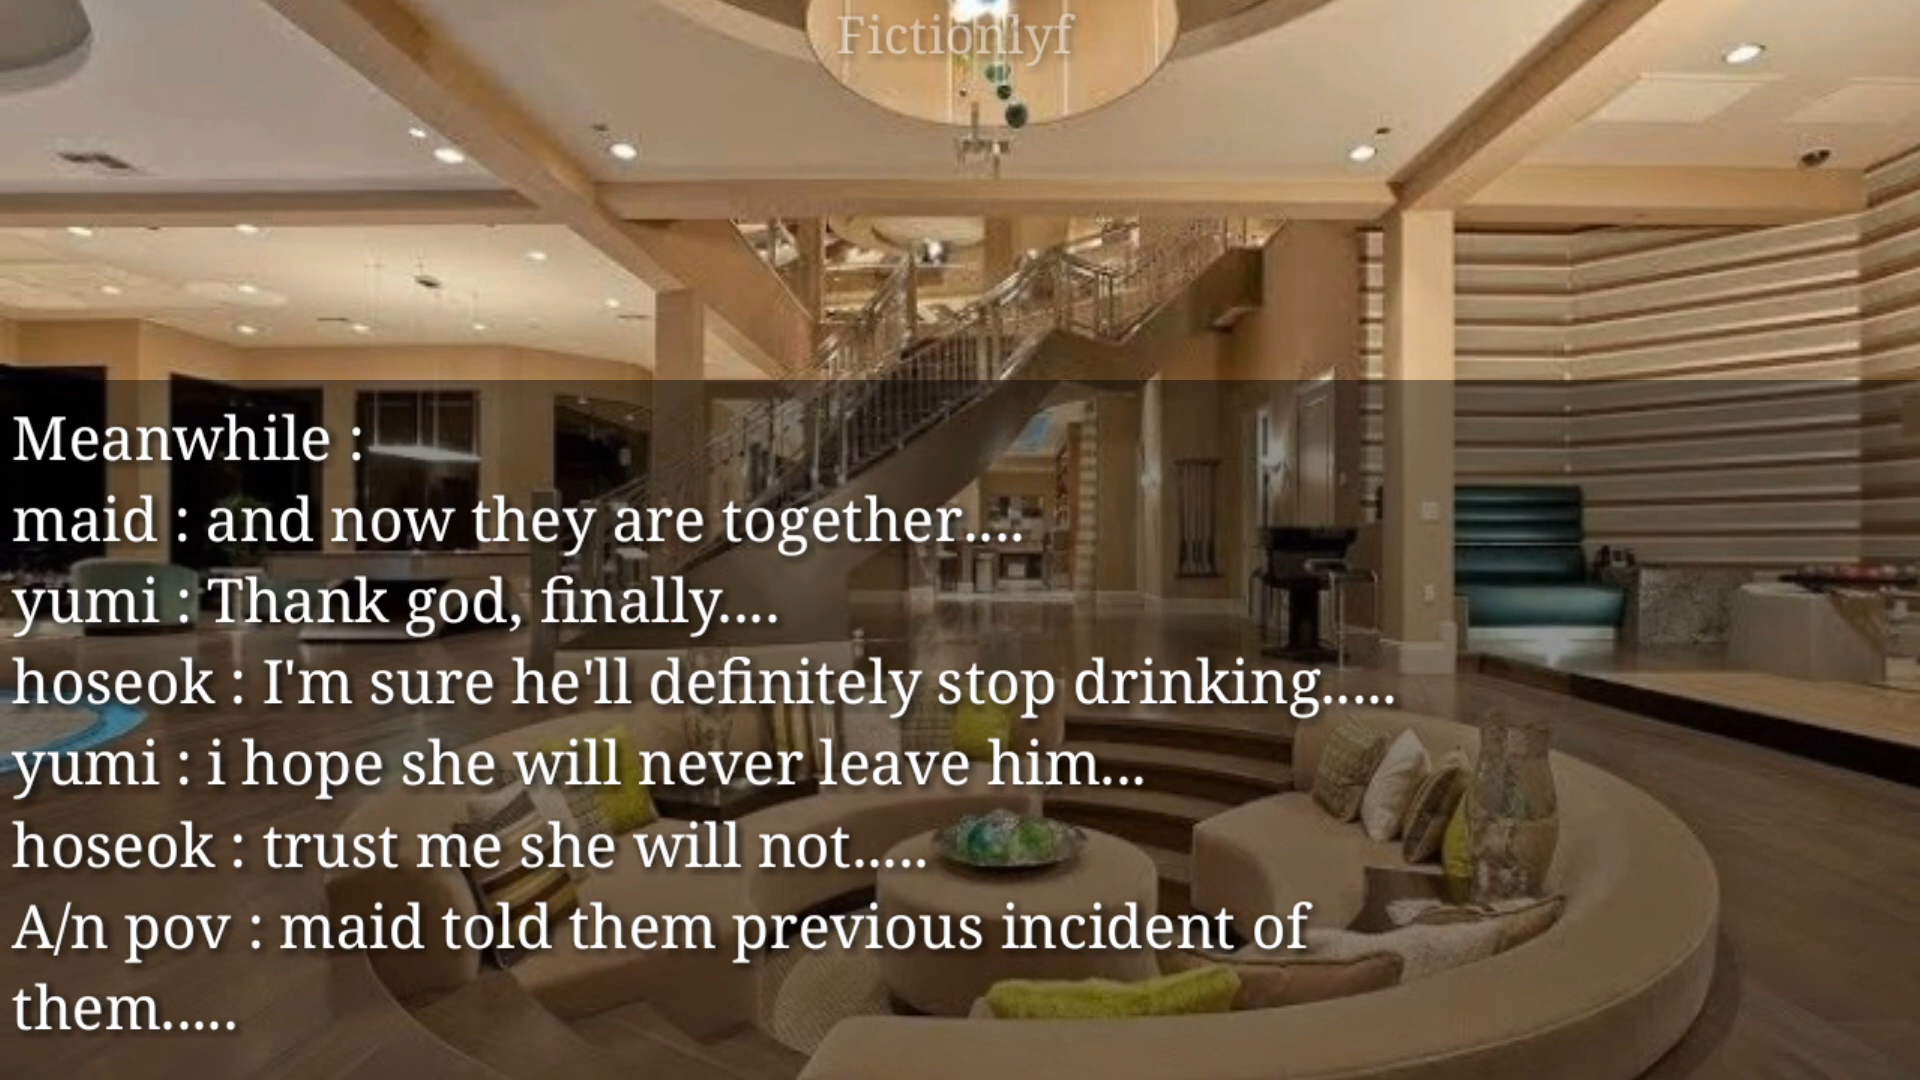 Fictionlyf
Meanwhile :
maid : and now they are together....
yumi : Thank god, finally....
hoseok : I'm sure he'll definitely stop drinking.....
yumi : i hope she will never leave him...
hoseok : trust me she will not.....
A/n pov : maid told them previous incident of
them.....